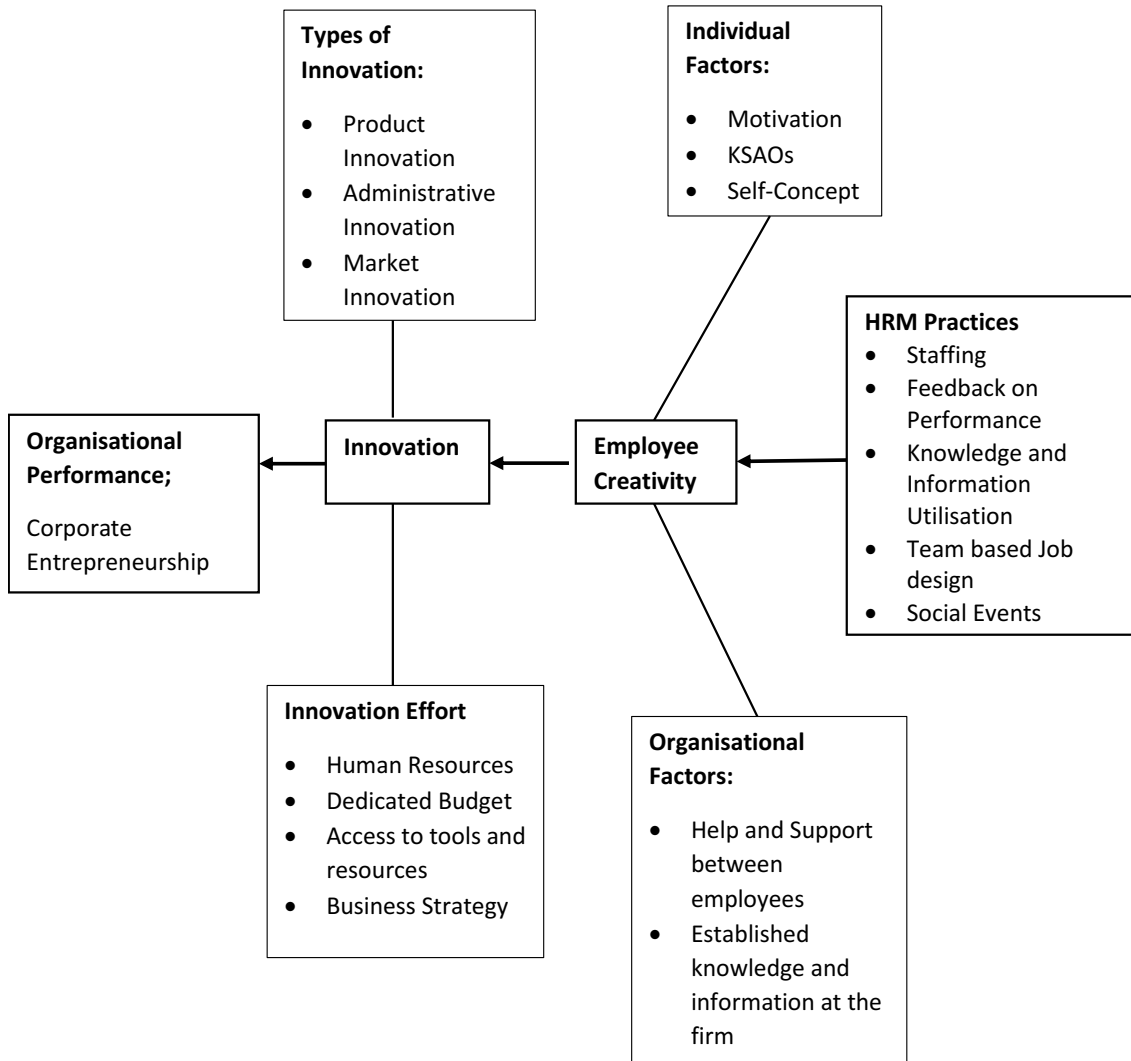 Types of
Innovation:
• Product
Innovation
• Administrative
Innovation
• Market
Innovation
Individual
Factors:
• Motivation
• KSAOs
• Self-Concept
HRM Practices
• Staffing
• Feedback on
Performance
• Knowledge and
Information
Utilisation
• Team based Job
design
• Social Events
Organisational
Performance;
Corporate
Entrepreneurship
Innovation
Employee
Creativity
Innovation Effort
• Human Resources
• Dedicated Budget
• Access to tools and
resources
• Business Strategy
Organisational
Factors:
• Help and Support
between
employees
• Established
knowledge and
information at the
firm